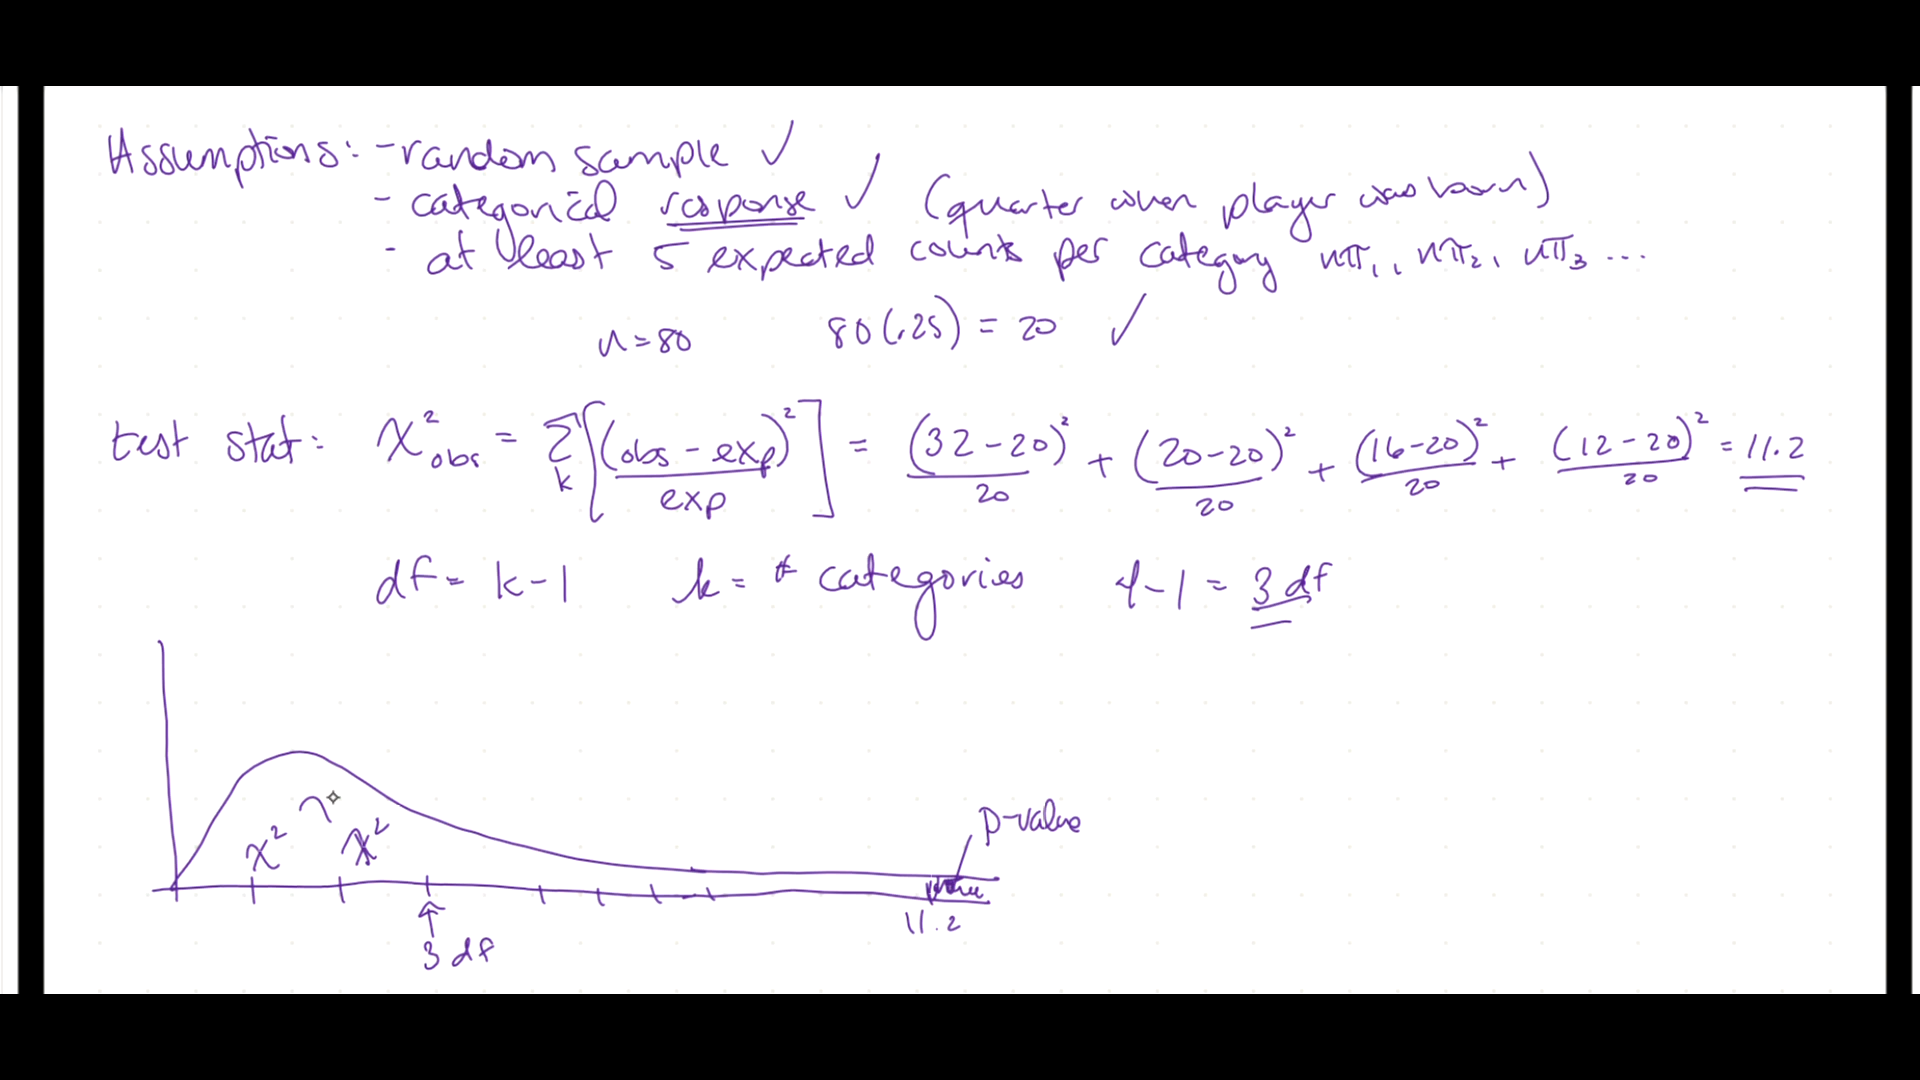 Assumptions: - random sample ✓
- categorical response ✓ (quarter when player was born)
- at least 5 expected counts per category nπ₁, nπ₂, nπ₃ ...
n=80 80(.25) = 20 ✓
test stat: χ²obs = Σk[(obs - exp)²/exp] = (32-20)²/20 + (20-20)²/20 + (16-20)²/20 + (12-20)²/20 = 11.2
df = k-1 k = # categories 4-1 = 3 df
p-value
χ² χ²
11.2
3 df